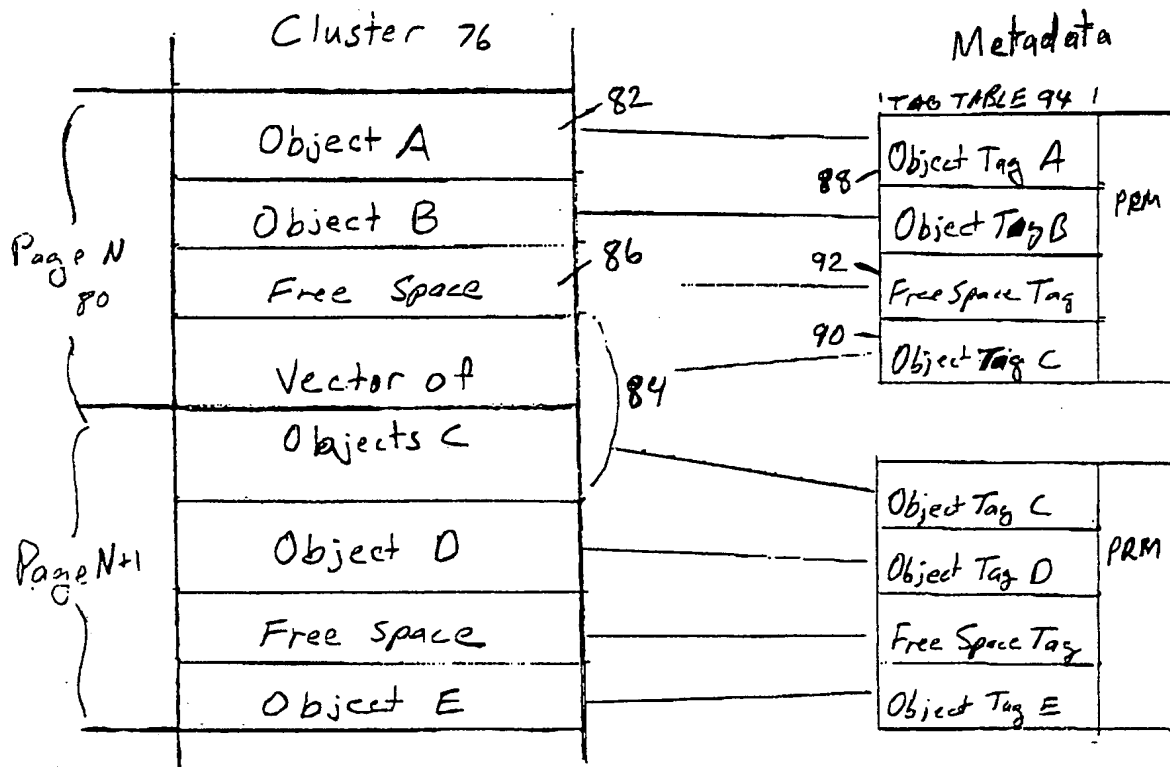 Cluster 76
Metadata
TAG TABLE 94
82
Object A
Object Tag A
88
PRM
Object B
Object Tag B
Page N
80
86
92
Free Space
Free Space Tag
90
Object Tag C
Vector of
84
Objects C
Object Tag C
Page N+1
Object D
Object Tag D
PRM
Free Space
Free Space Tag
Object E
Object Tag E